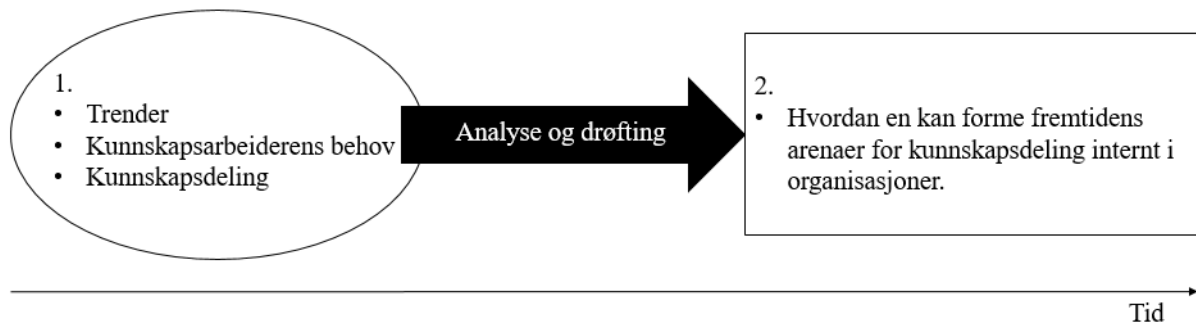 1.
• Trender
• Kunnskapsarbeiderens behov
• Kunnskapsdeling
Analyse og drøfting
2.
• Hvordan en kan forme fremtidens
arenaer for kunnskapsdeling internt i
organisasjoner.
Tid